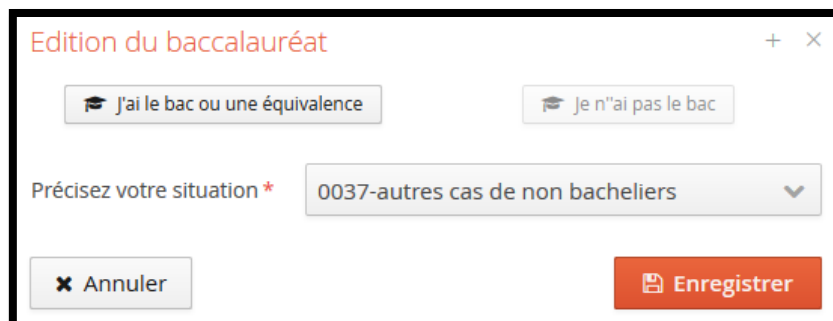 Edition du baccalauréat
J'ai le bac ou une équivalence
Je n''ai pas le bac
Précisez votre situation *
0037-autres cas de non bacheliers
Annuler
Enregistrer